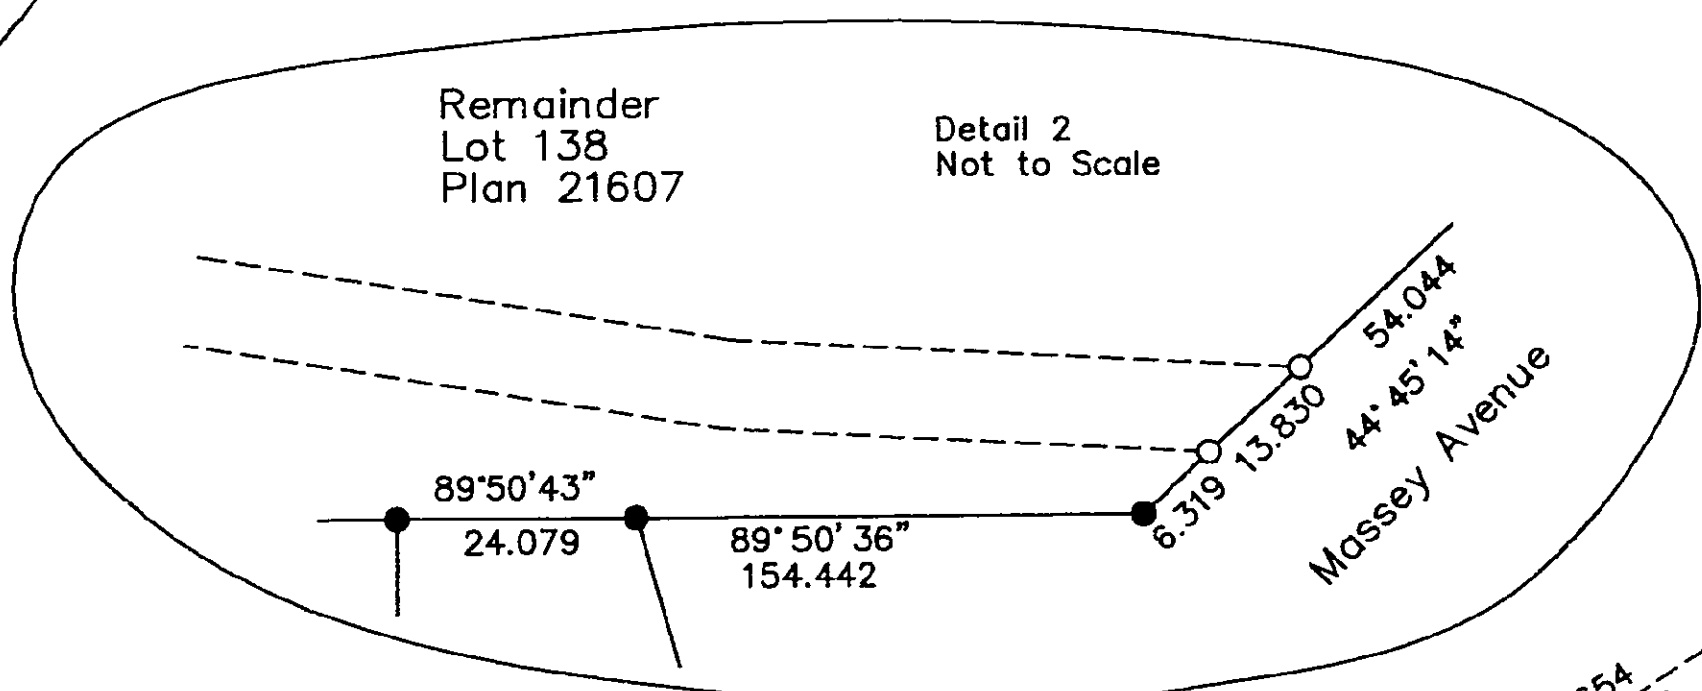 Remainder
Lot 138
Plan 21607
Detail 2
Not to Scale
54.044
44°45'14"
13.830
6.319
Massey Avenue
89°50'43"
24.079
89°50'36"
154.442